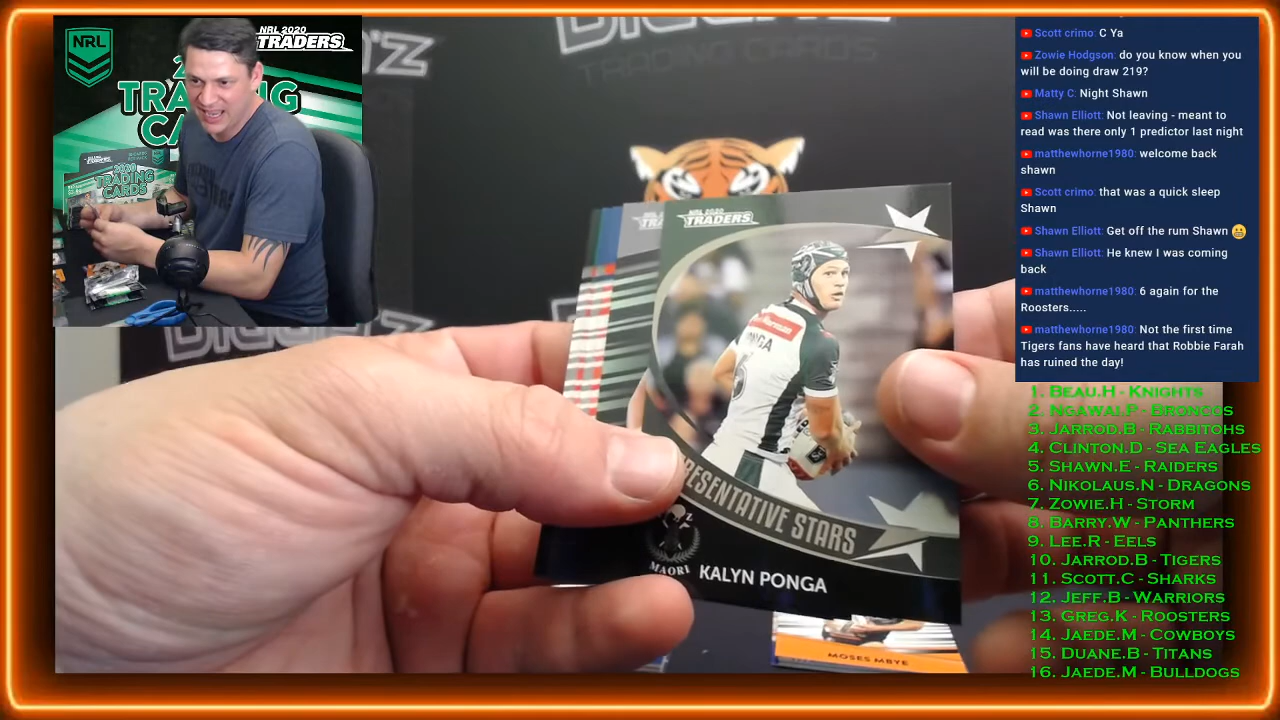 NRL
NRL 2020
TRADERS
2020
TRADING
CARDS
NRL 2020
TRADERS
PONGA
6
REPRESENTATIVE STARS
MAORI
KALYN PONGA
MOSES MBYE
Scott crimo: C Ya
Zowie Hodgson: do you know when you
will be doing draw 219?
Matty C: Night Shawn
Shawn Elliott: Not leaving - meant to
read was there only 1 predictor last night
matthewhorne1980: welcome back
shawn
Scott crimo: that was a quick sleep
Shawn
Shawn Elliott: Get off the rum Shawn 😁
Shawn Elliott: He knew I was coming
back
matthewhorne1980: 6 again for the
Roosters.....
matthewhorne1980: Not the first time
Tigers fans have heard that Robbie Farah
has ruined the day!
1. Beau.H - Knights
2. Ngawai.P - Broncos
3. Jarrod.B - Rabbitohs
4. Clinton.D - Sea Eagles
5. Shawn.E - Raiders
6. Nikolaus.N - Dragons
7. Zowie.H - Storm
8. Barry.W - Panthers
9. Lee.R - Eels
10. Jarrod.B - Tigers
11. Scott.C - Sharks
12. Jeff.B - Warriors
13. Greg.K - Roosters
14. Jaede.M - Cowboys
15. Duane.B - Titans
16. Jaede.M - Bulldogs